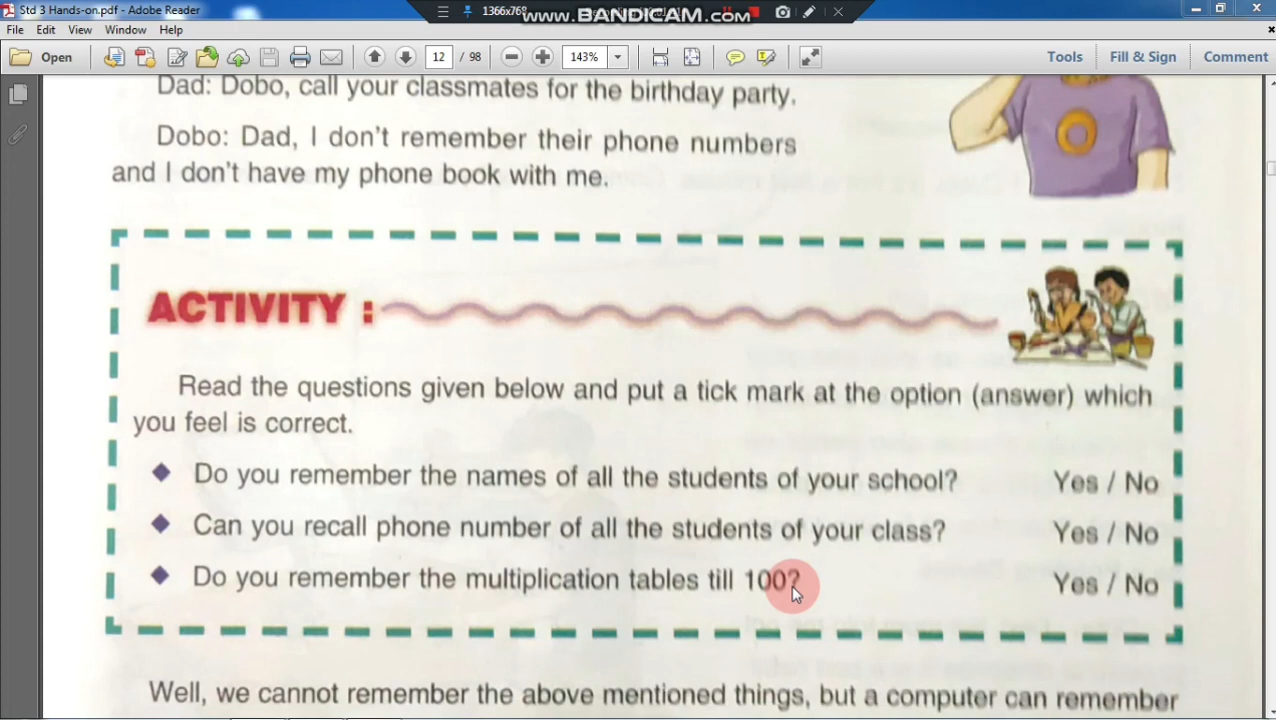 Std 3 Hands-on.pdf - Adobe Reader
1366x768
www.BANDICAM.com
File Edit View Window Help
Open 12 / 98 143% Tools Fill & Sign Comment
Dad: Dobo, call your classmates for the birthday party.
Dobo: Dad, I don't remember their phone numbers
and I don't have my phone book with me.
ACTIVITY :
Read the questions given below and put a tick mark at the option (answer) which
you feel is correct.
Do you remember the names of all the students of your school? Yes / No
Can you recall phone number of all the students of your class? Yes / No
Do you remember the multiplication tables till 100? Yes / No
Well, we cannot remember the above mentioned things, but a computer can remember